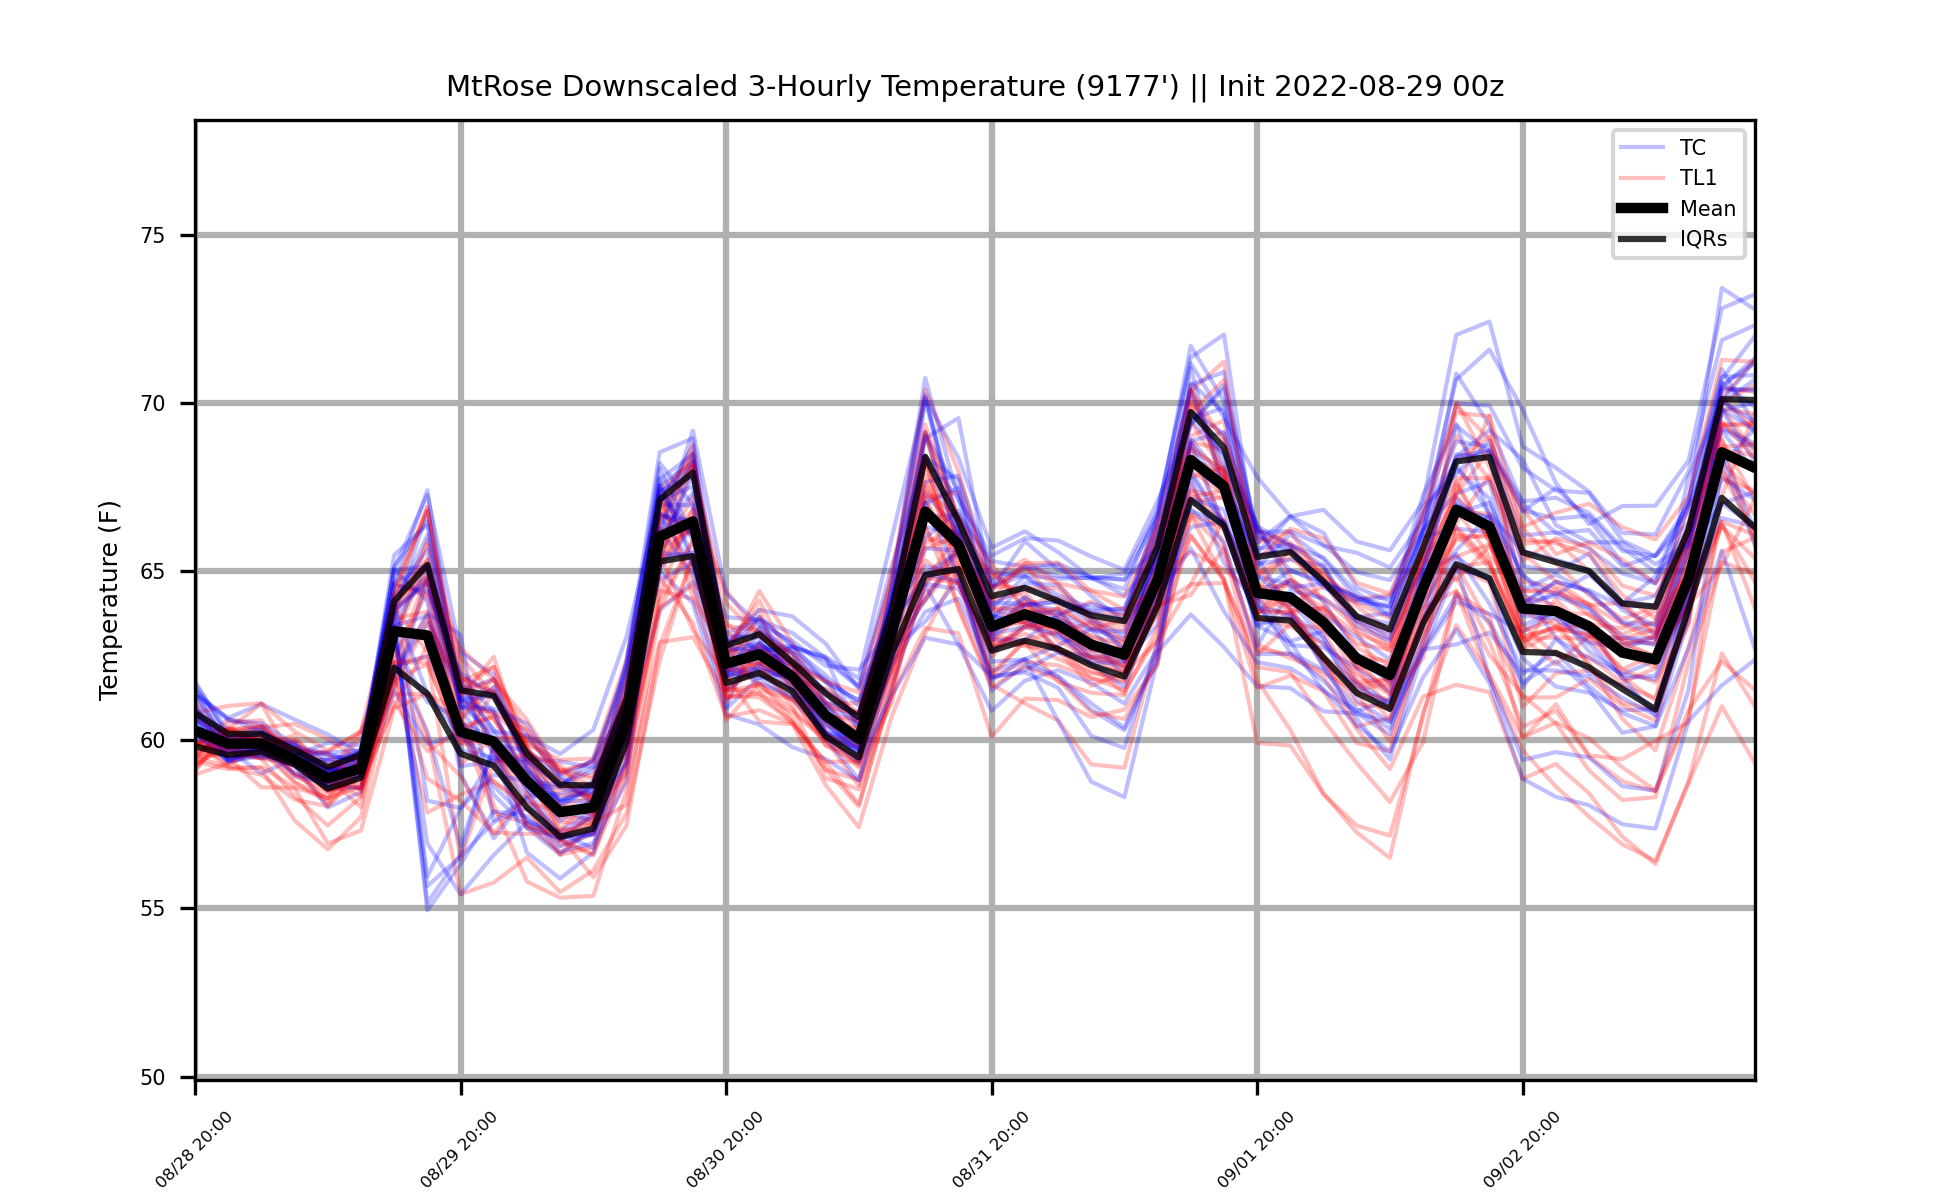 MtRose Downscaled 3-Hourly Temperature (9177') || Init 2022-08-29 00z
TC
TL1
Mean
IQRs
Temperature (F)
75
70
65
60
55
50
08/28 20:00
08/29 20:00
08/30 20:00
08/31 20:00
09/01 20:00
09/02 20:00